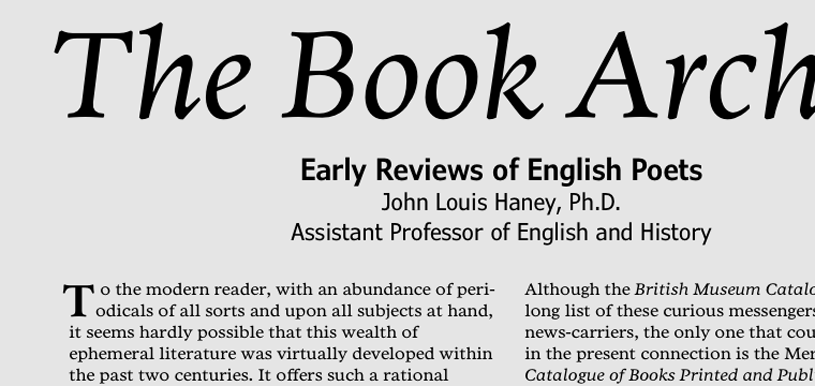 The Book Arch
Early Reviews of English Poets
John Louis Haney, Ph.D.
Assistant Professor of English and History
To the modern reader, with an abundance of peri-
odicals of all sorts and upon all subjects at hand,
it seems hardly possible that this wealth of
ephemeral literature was virtually developed within
the past two centuries. It offers such a rational
Although the British Museum Catalo
long list of these curious messengers
news-carriers, the only one that cou
in the present connection is the Mer
Catalogue of Books Printed and Publ